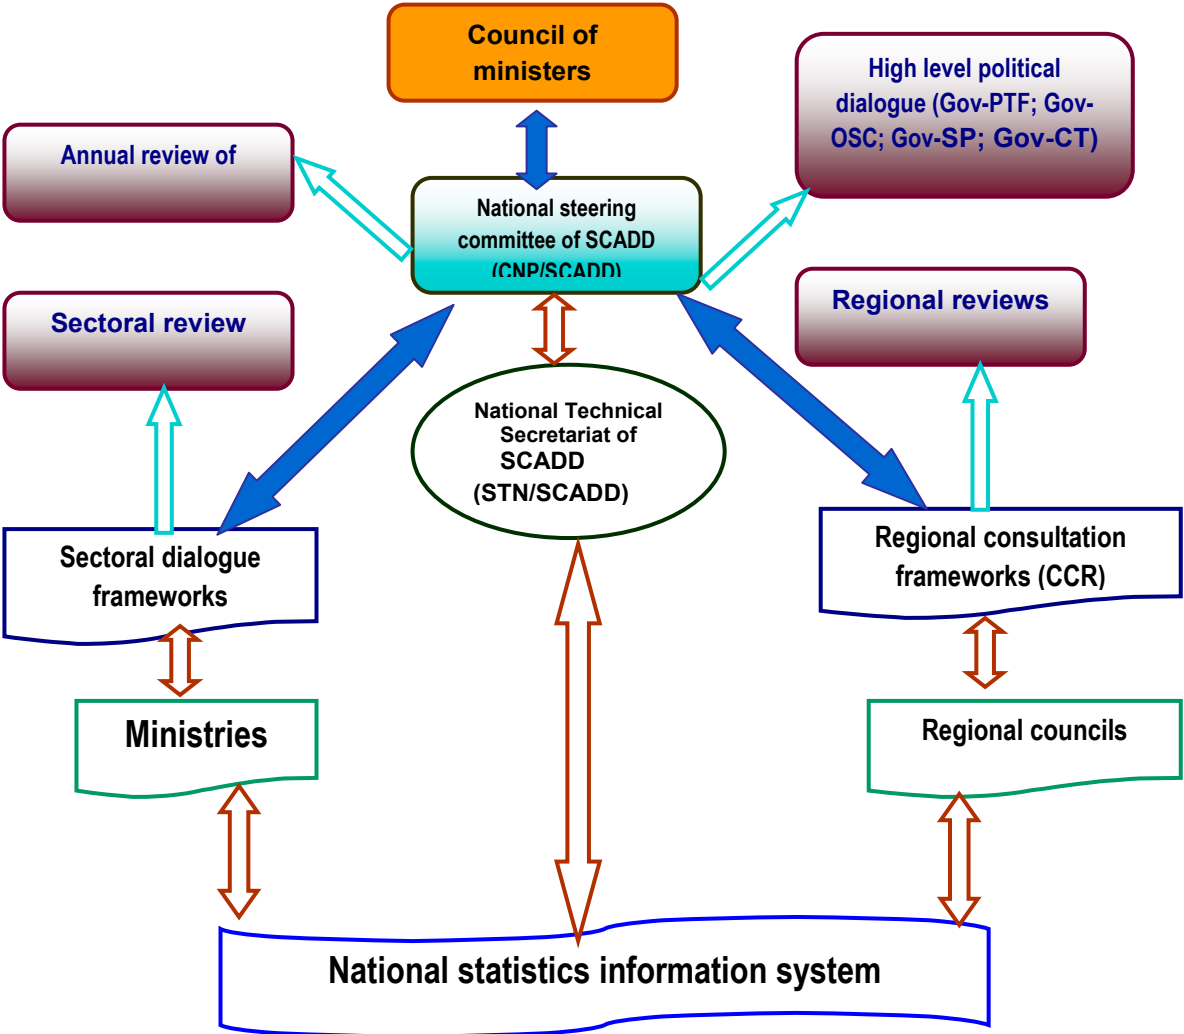 Council of
ministers
High level political
dialogue (Gov-PTF; Gov-
OSC; Gov-SP; Gov-CT)
Annual review of
National steering
committee of SCADD
(CNP/SCADD)
Sectoral review
Regional reviews
National Technical
Secretariat of
SCADD
(STN/SCADD)
Sectoral dialogue
frameworks
Regional consultation
frameworks (CCR)
Ministries
Regional councils
National statistics information system